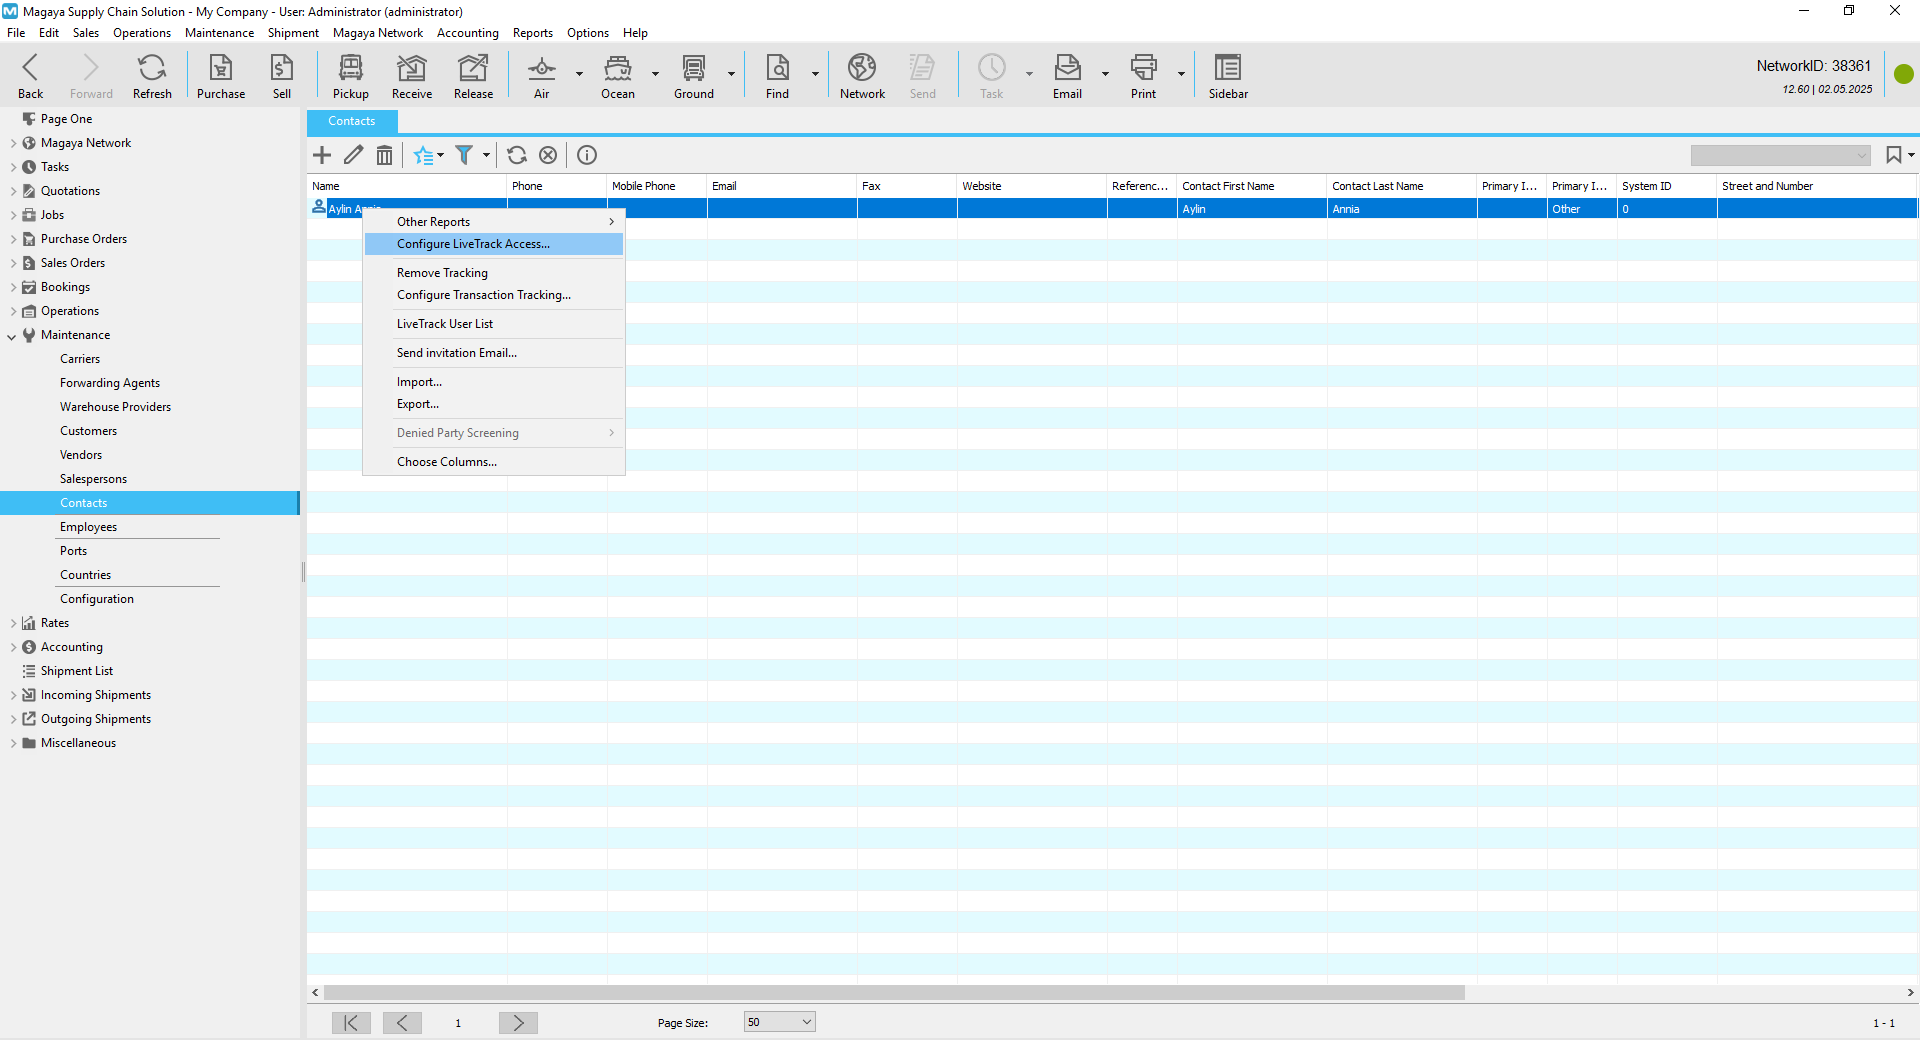 Magaya Supply Chain Solution - My Company - User: Administrator (administrator)
File Edit Sales Operations Maintenance Shipment Magaya Network Accounting Reports Options Help
Back Forward Refresh Purchase Sell Pickup Receive Release Air Ocean Ground Find Network Send Task Email Print Sidebar
NetworkID: 38361
12.60 | 02.05.2025
Page One
Magaya Network
Tasks
Quotations
Jobs
Purchase Orders
Sales Orders
Bookings
Operations
Maintenance
Carriers
Forwarding Agents
Warehouse Providers
Customers
Vendors
Salespersons
Contacts
Employees
Ports
Countries
Configuration
Rates
Accounting
Shipment List
Incoming Shipments
Outgoing Shipments
Miscellaneous
Contacts
Name Phone Mobile Phone Email Fax Website Referenc... Contact First Name Contact Last Name Primary I... Primary I... System ID Street and Number
Aylin Annia Aylin Annia Other 0
Other Reports
Configure LiveTrack Access...
Remove Tracking
Configure Transaction Tracking...
LiveTrack User List
Send invitation Email...
Import...
Export...
Denied Party Screening
Choose Columns...
1 Page Size: 50 1 - 1